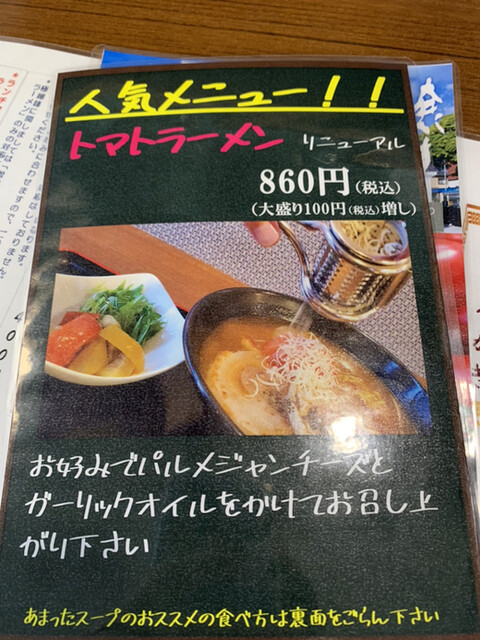 人気メニュー！！
トマトラーメン リニューアル
860円(税込)
(大盛り100円(税込)増し)
お好みでパルメジャンチーズと
ガーリックオイルをかけてお召し上
がり下さい
あまったスープのおススメの食べ方は裏面をごらん下さい